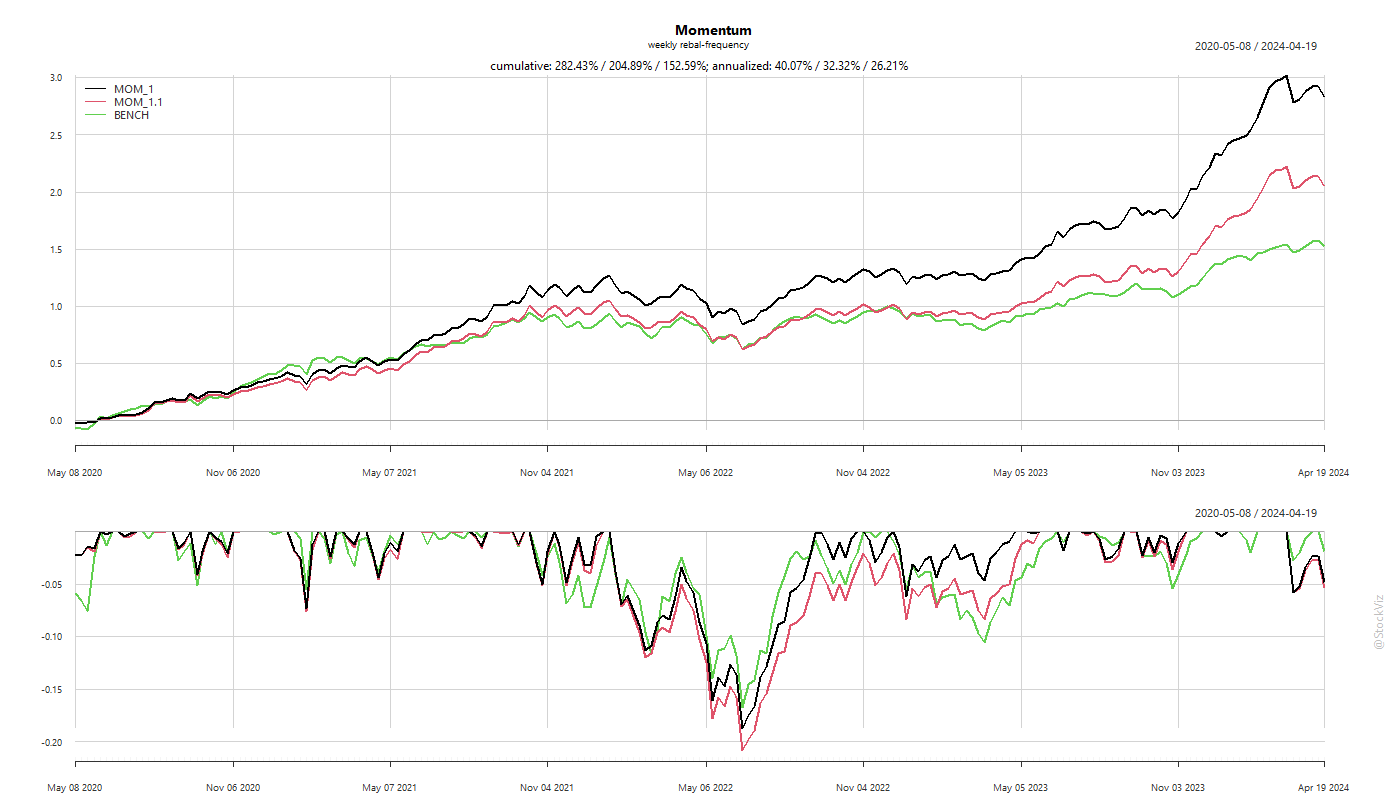 Momentum
weekly rebal-frequency
2020-05-08 / 2024-04-19
cumulative: 282.43% / 204.89% / 152.59%; annualized: 40.07% / 32.32% / 26.21%
MOM_1
MOM_1.1
BENCH
3.0
2.5
2.0
1.5
1.0
0.5
0.0
May 08 2020 Nov 06 2020 May 07 2021 Nov 04 2021 May 06 2022 Nov 04 2022 May 05 2023 Nov 03 2023 Apr 19 2024
2020-05-08 / 2024-04-19
-0.05
-0.10
-0.15
-0.20
May 08 2020 Nov 06 2020 May 07 2021 Nov 04 2021 May 06 2022 Nov 04 2022 May 05 2023 Nov 03 2023 Apr 19 2024
@StockViz